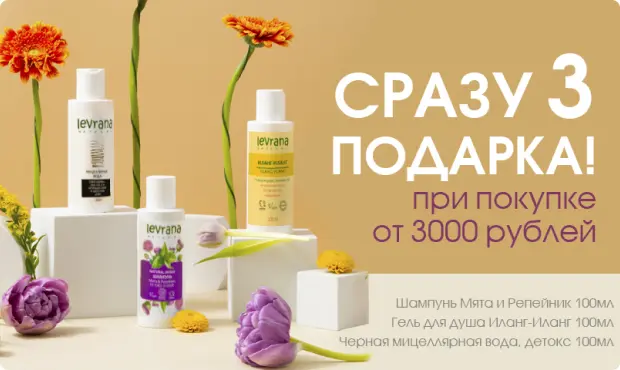 СРАЗУ 3
ПОДАРКА!
при покупке
от 3000 рублей
Шампунь Мята и Репейник 100мл
Гель для душа Иланг-Иланг 100мл
Черная мицеллярная вода, детокс 100мл
levrana
levrana
levrana
ШАМПУНЬ